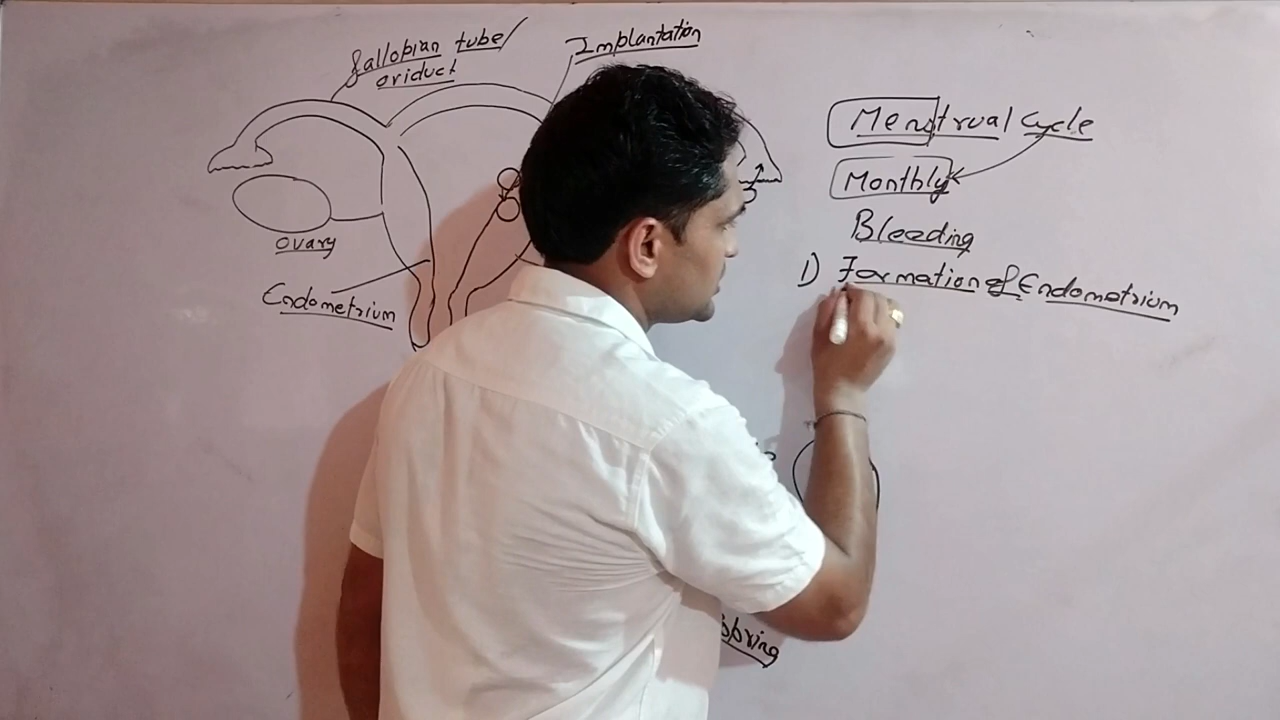 fallopian tube/
oviduct
Implantation
Menstrual Cycle
Monthly
Bleeding
1) Formation of Endometrium
ovary
Endometrium